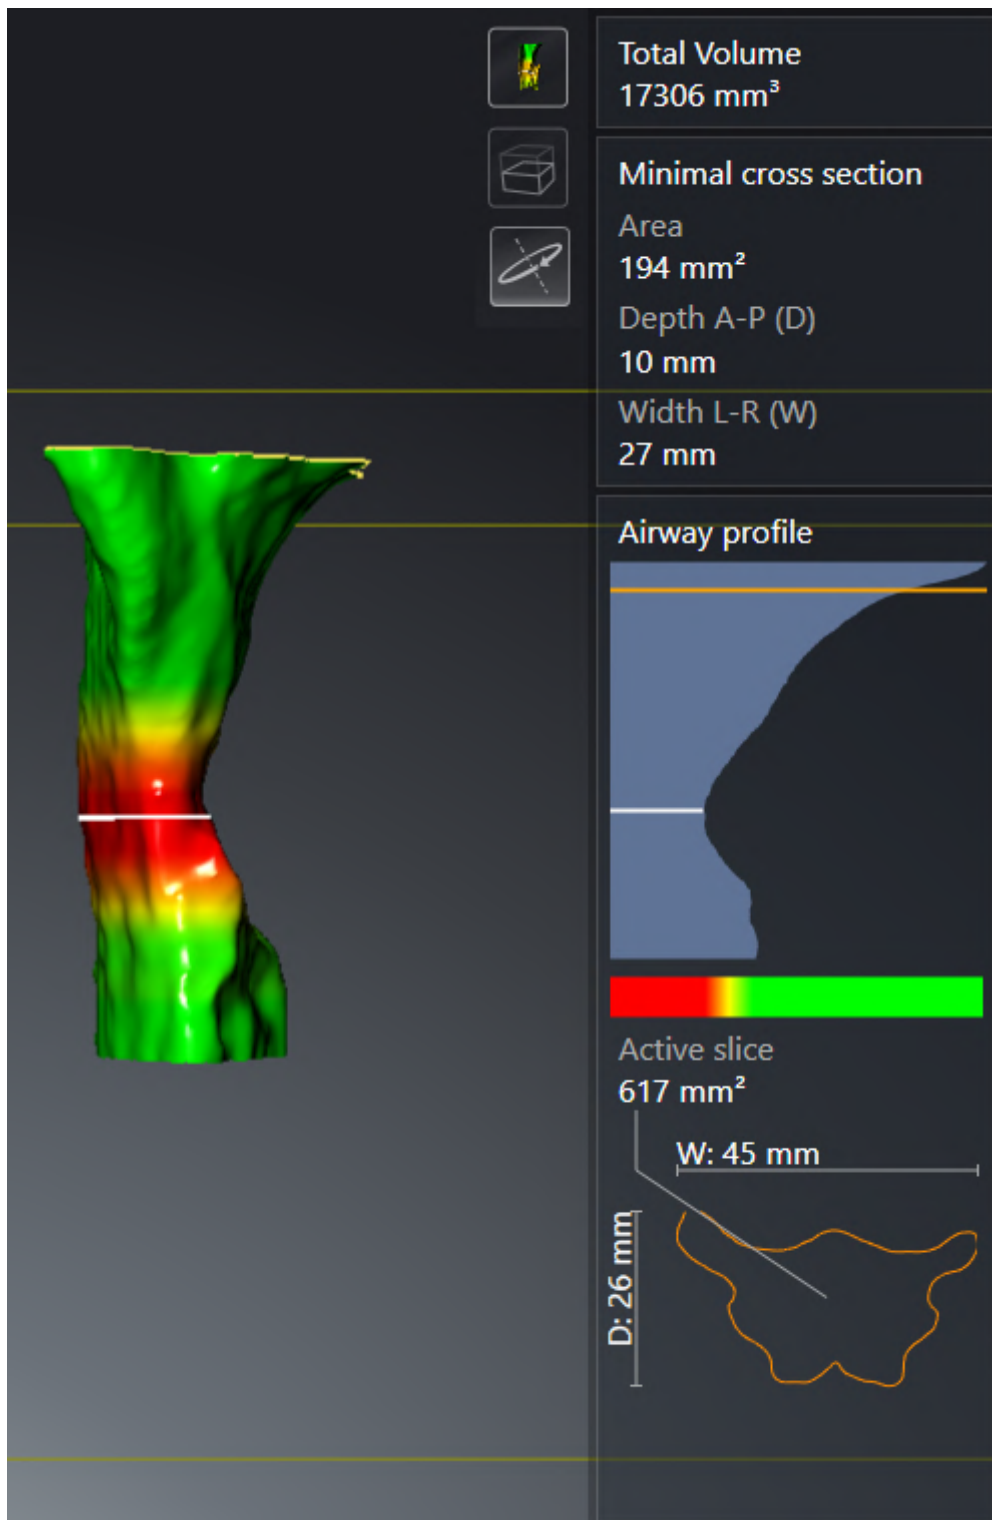 Total Volume
17306 mm³
Minimal cross section
Area
194 mm²
Depth A-P (D)
10 mm
Width L-R (W)
27 mm
Airway profile
Active slice
617 mm²
W: 45 mm
D: 26 mm